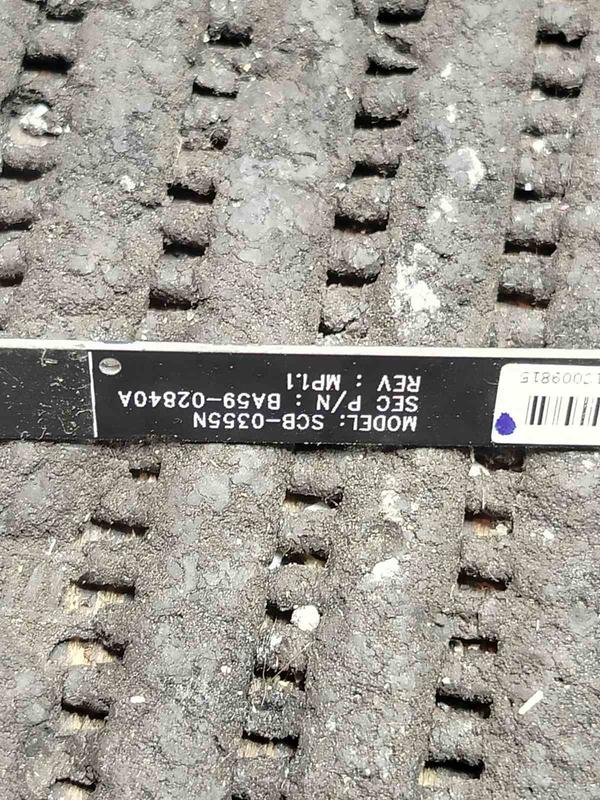 MODEL: SCB-0355N
SEC P/N : BA59-02840A
REV : MP1.1